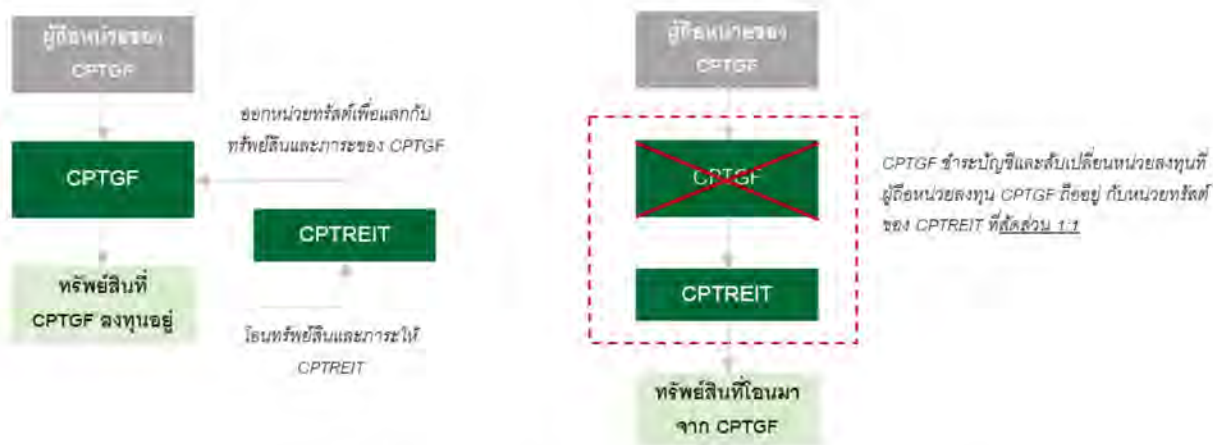 ผู้ถือหน่วยของ
CPTGF
ออกหน่วยทรัสต์เพื่อแลกกับ
ทรัพย์สินและภาระของ CPTGF
CPTGF
CPTREIT
ทรัพย์สินที่
CPTGF ลงทุนอยู่
โอนทรัพย์สินและภาระให้
CPTREIT
ผู้ถือหน่วยของ
CPTGF
CPTGF
CPTGF ชำระบัญชีและสับเปลี่ยนหน่วยลงทุนที่
ผู้ถือหน่วยลงทุน CPTGF ถืออยู่ กับหน่วยทรัสต์
ของ CPTREIT ที่สัดส่วน 1:1
CPTREIT
ทรัพย์สินที่โอนมา
จาก CPTGF